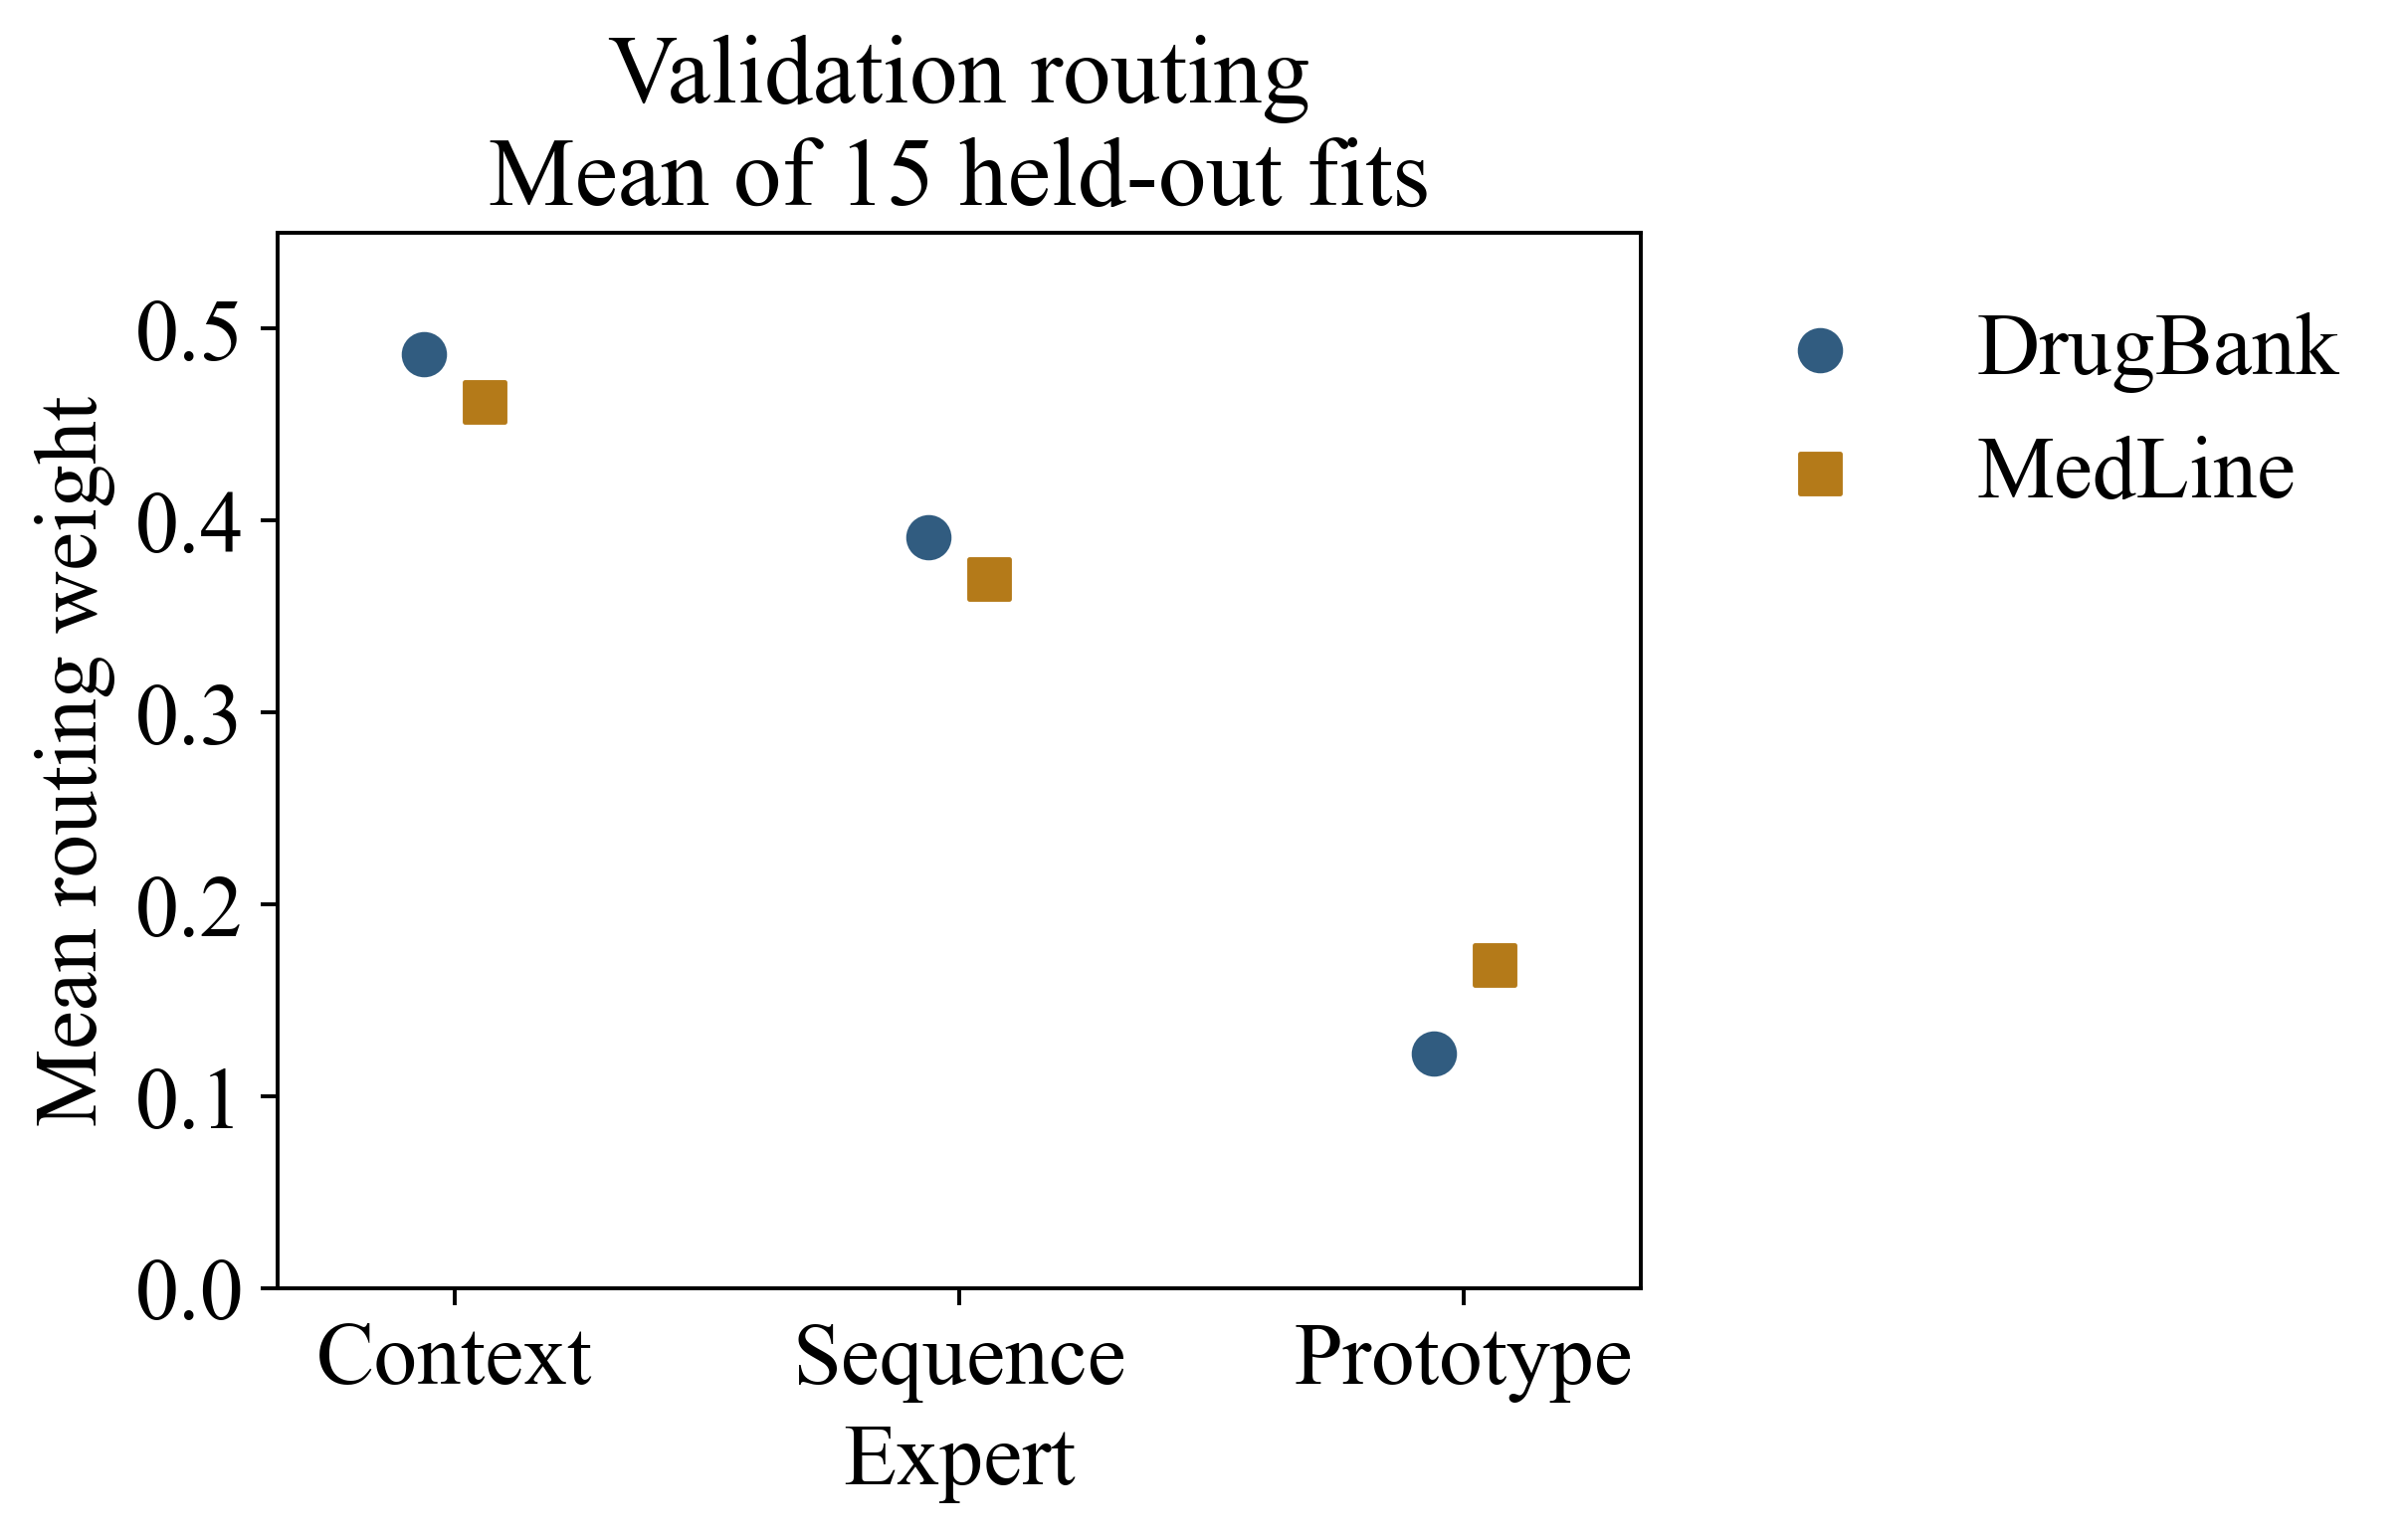 Validation routing
Mean of 15 held-out fits
Mean routing weight
0.5
0.4
0.3
0.2
0.1
0.0
Context Sequence Prototype
Expert
DrugBank
MedLine